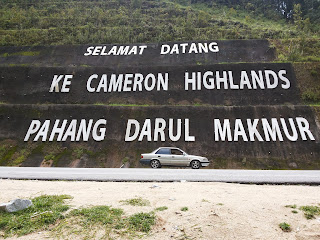 SELAMAT DATANG
KE CAMERON HIGHLANDS
PAHANG DARUL MAKMUR